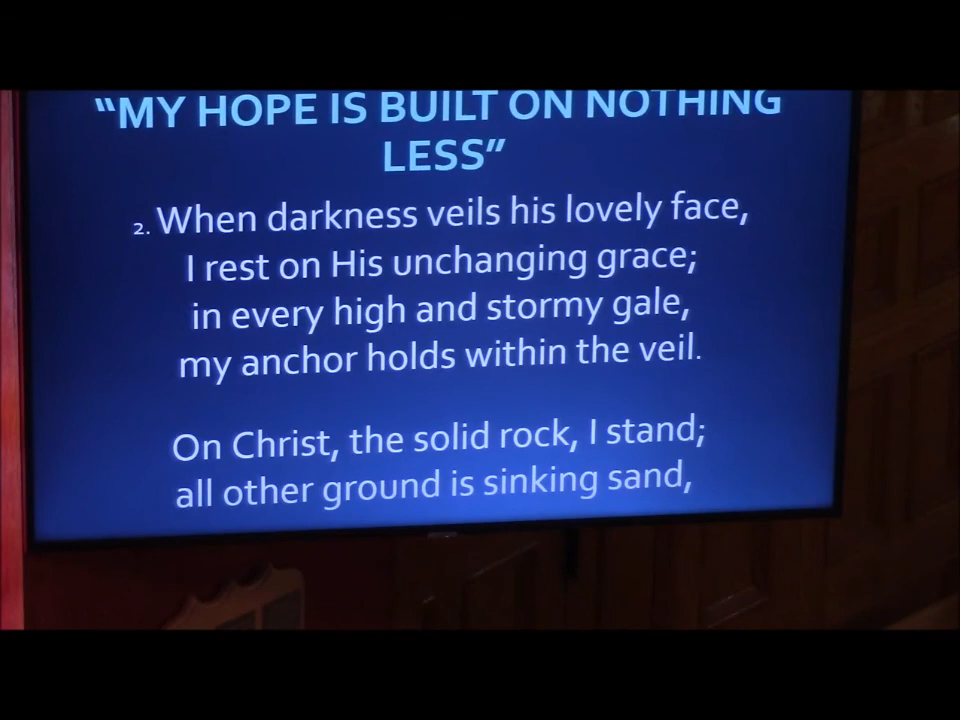 “MY HOPE IS BUILT ON NOTHING
LESS”
2. When darkness veils his lovely face,
I rest on His unchanging grace;
in every high and stormy gale,
my anchor holds within the veil.
On Christ, the solid rock, I stand;
all other ground is sinking sand,